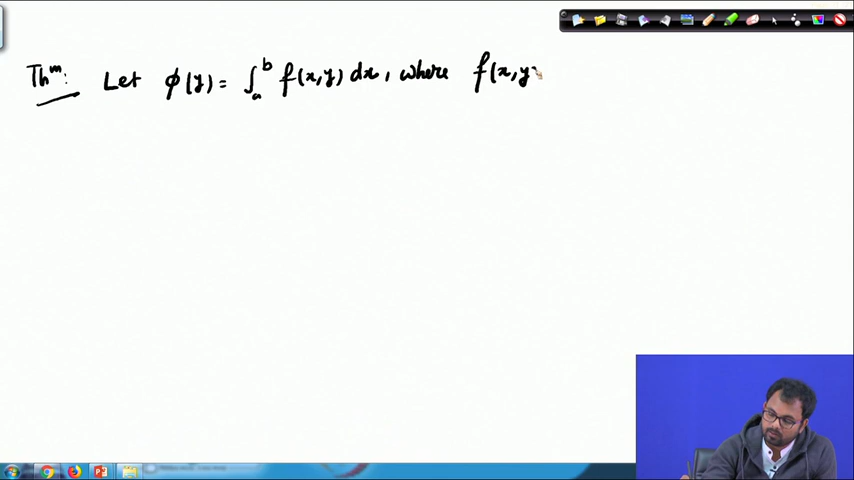 Thᵐ: Let ϕ(y) = ∫ₐᵇ f(x,y) dx, where f(x,y